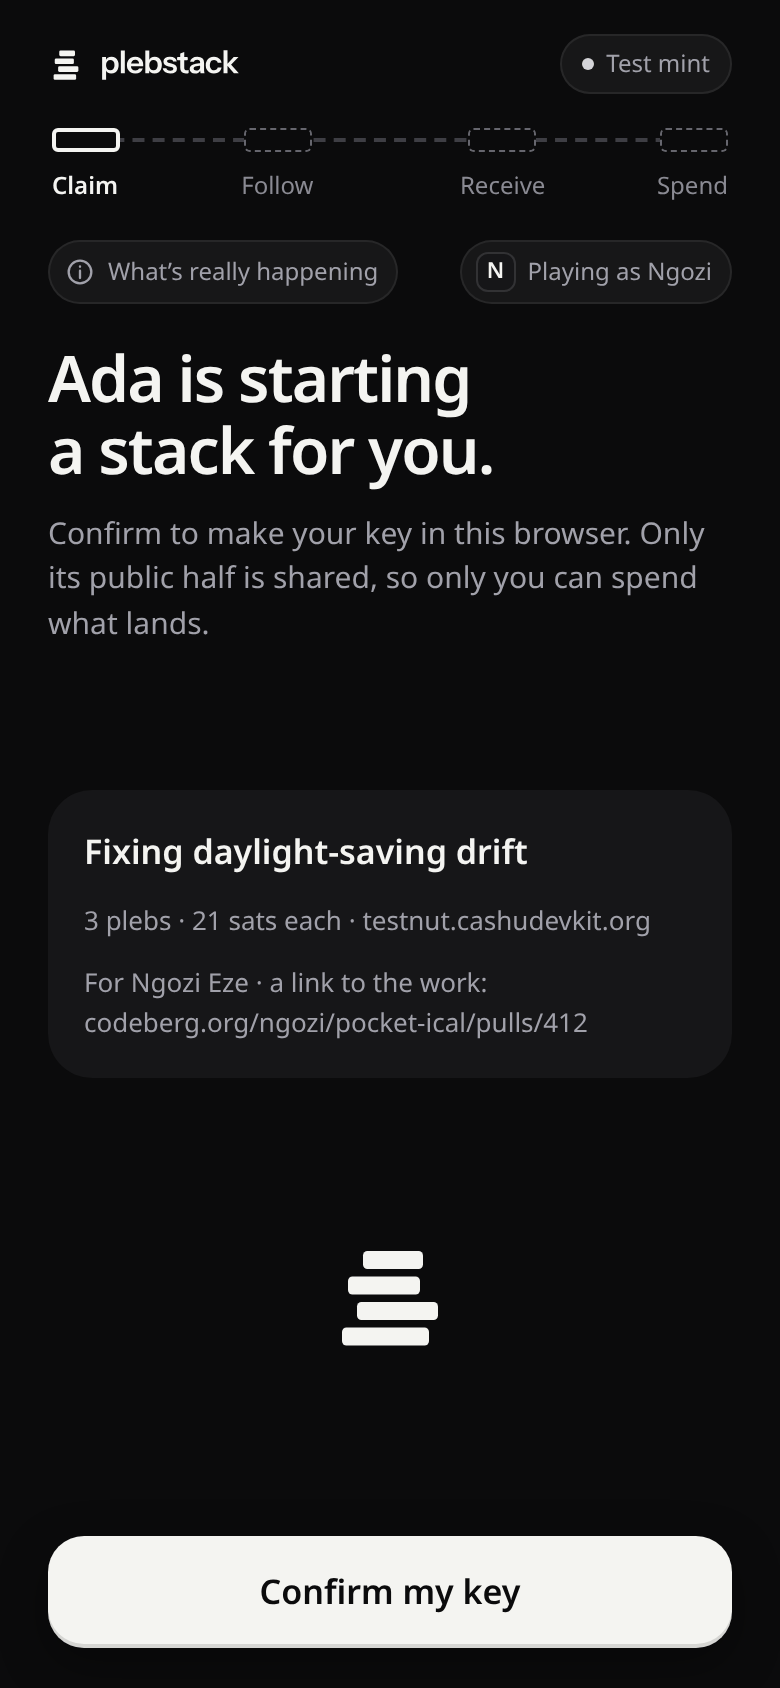 plebstack
Test mint
Claim
Follow
Receive
Spend
What’s really happening
N
Playing as Ngozi
Ada is starting
a stack for you.
Confirm to make your key in this browser. Only
its public half is shared, so only you can spend
what lands.
Fixing daylight-saving drift
3 plebs · 21 sats each · testnut.cashudevkit.org
For Ngozi Eze · a link to the work:
codeberg.org/ngozi/pocket-ical/pulls/412
Confirm my key